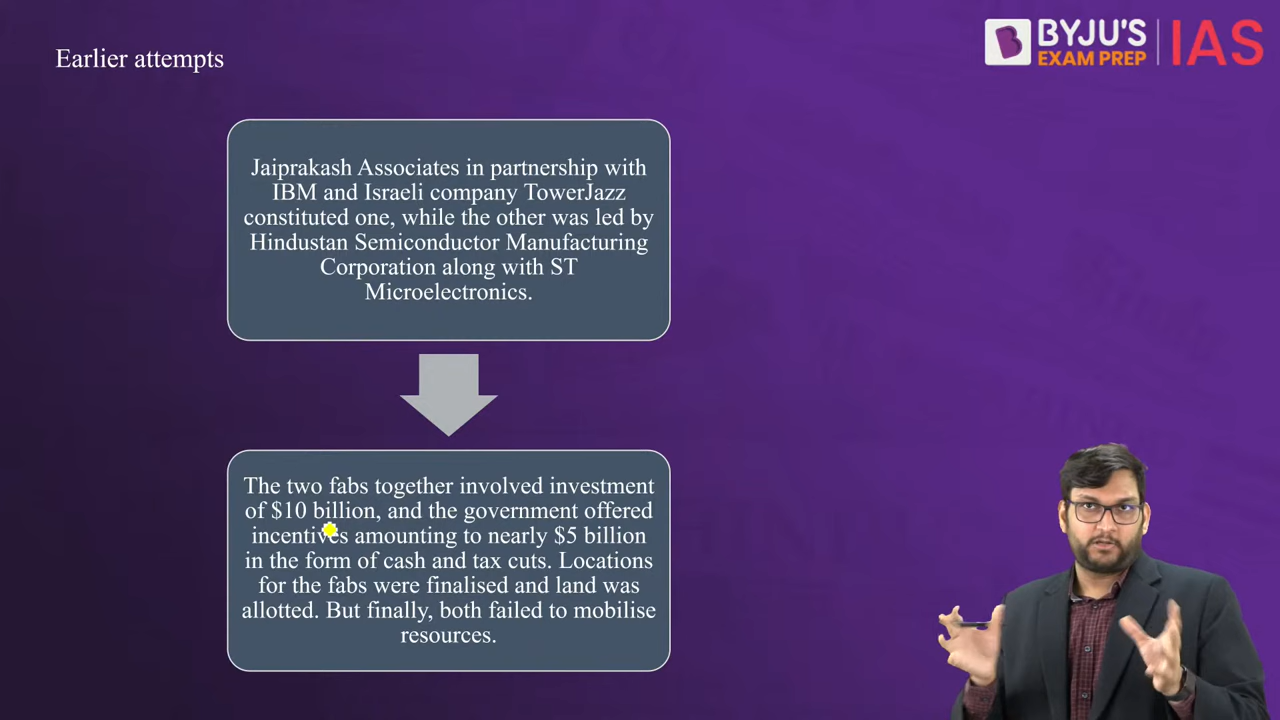 Earlier attempts
BYJU'S
EXAM PREP
IAS
Jaiprakash Associates in partnership with
IBM and Israeli company TowerJazz
constituted one, while the other was led by
Hindustan Semiconductor Manufacturing
Corporation along with ST
Microelectronics.
The two fabs together involved investment
of $10 billion, and the government offered
incentives amounting to nearly $5 billion
in the form of cash and tax cuts. Locations
for the fabs were finalised and land was
allotted. But finally, both failed to mobilise
resources.